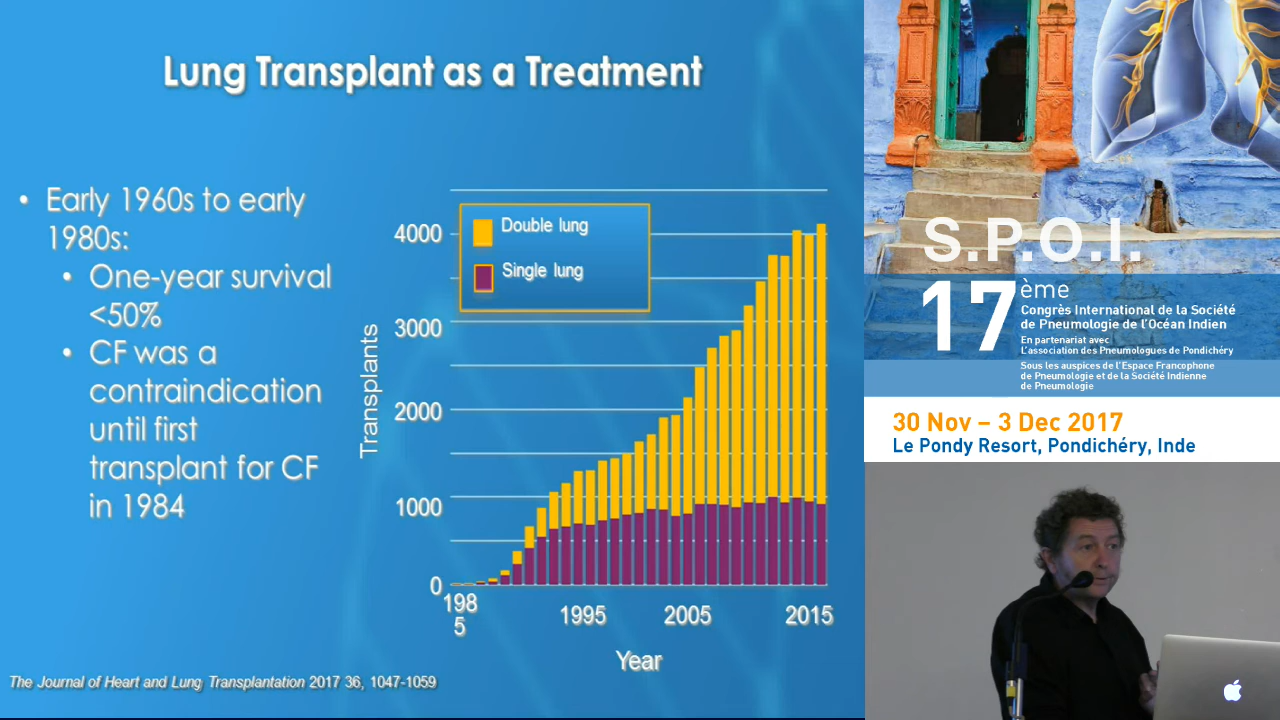 Lung Transplant as a Treatment
• Early 1960s to early
1980s:
• One-year survival
<50%
• CF was a
contraindication
until first
transplant for CF
in 1984
Double lung
Single lung
4000
3000
2000
1000
0
Transplants
198
5
1995
2005
2015
Year
The Journal of Heart and Lung Transplantation 2017 36, 1047-1059
S.P.O.I.
17ème
Congrès International de la Société
de Pneumologie de l'Océan Indien
En partenariat avec
L'association des Pneumologues de Pondichéry
Sous les auspices de l'Espace Francophone
de Pneumologie et de la Société Indienne
de Pneumologie
30 Nov – 3 Dec 2017
Le Pondy Resort, Pondichéry, Inde